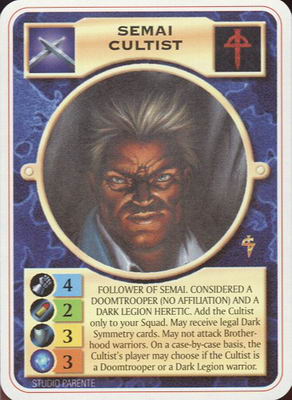 SEMAI
CULTIST
4
2
3
3
FOLLOWER OF SEMAI. CONSIDERED A
DOOMTROOPER (NO AFFILIATION) AND A
DARK LEGION HERETIC. Add the Cultist
only to your Squad. May receive legal Dark
Symmetry cards. May not attack Brother-
hood warriors. On a case-by-case basis, the
Cultist's player may choose if the Cultist is
a Doomtrooper or a Dark Legion warrior.
STUDIO PARENTE